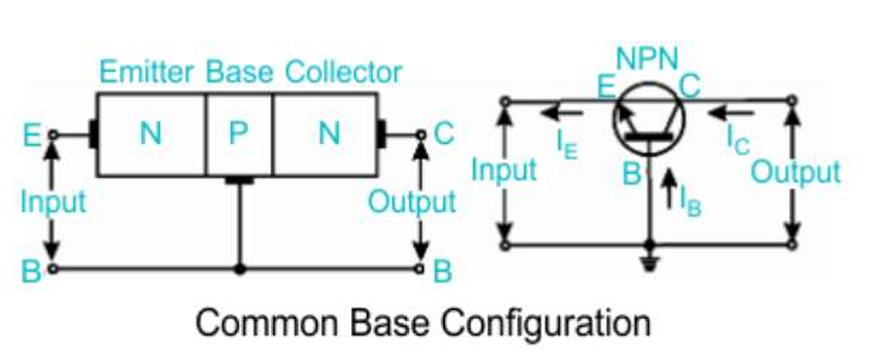 Emitter Base Collector
E
N
P
N
C
Input
Output
B
B
NPN
E
C
I_E
I_C
Input
B
Output
I_B
Common Base Configuration